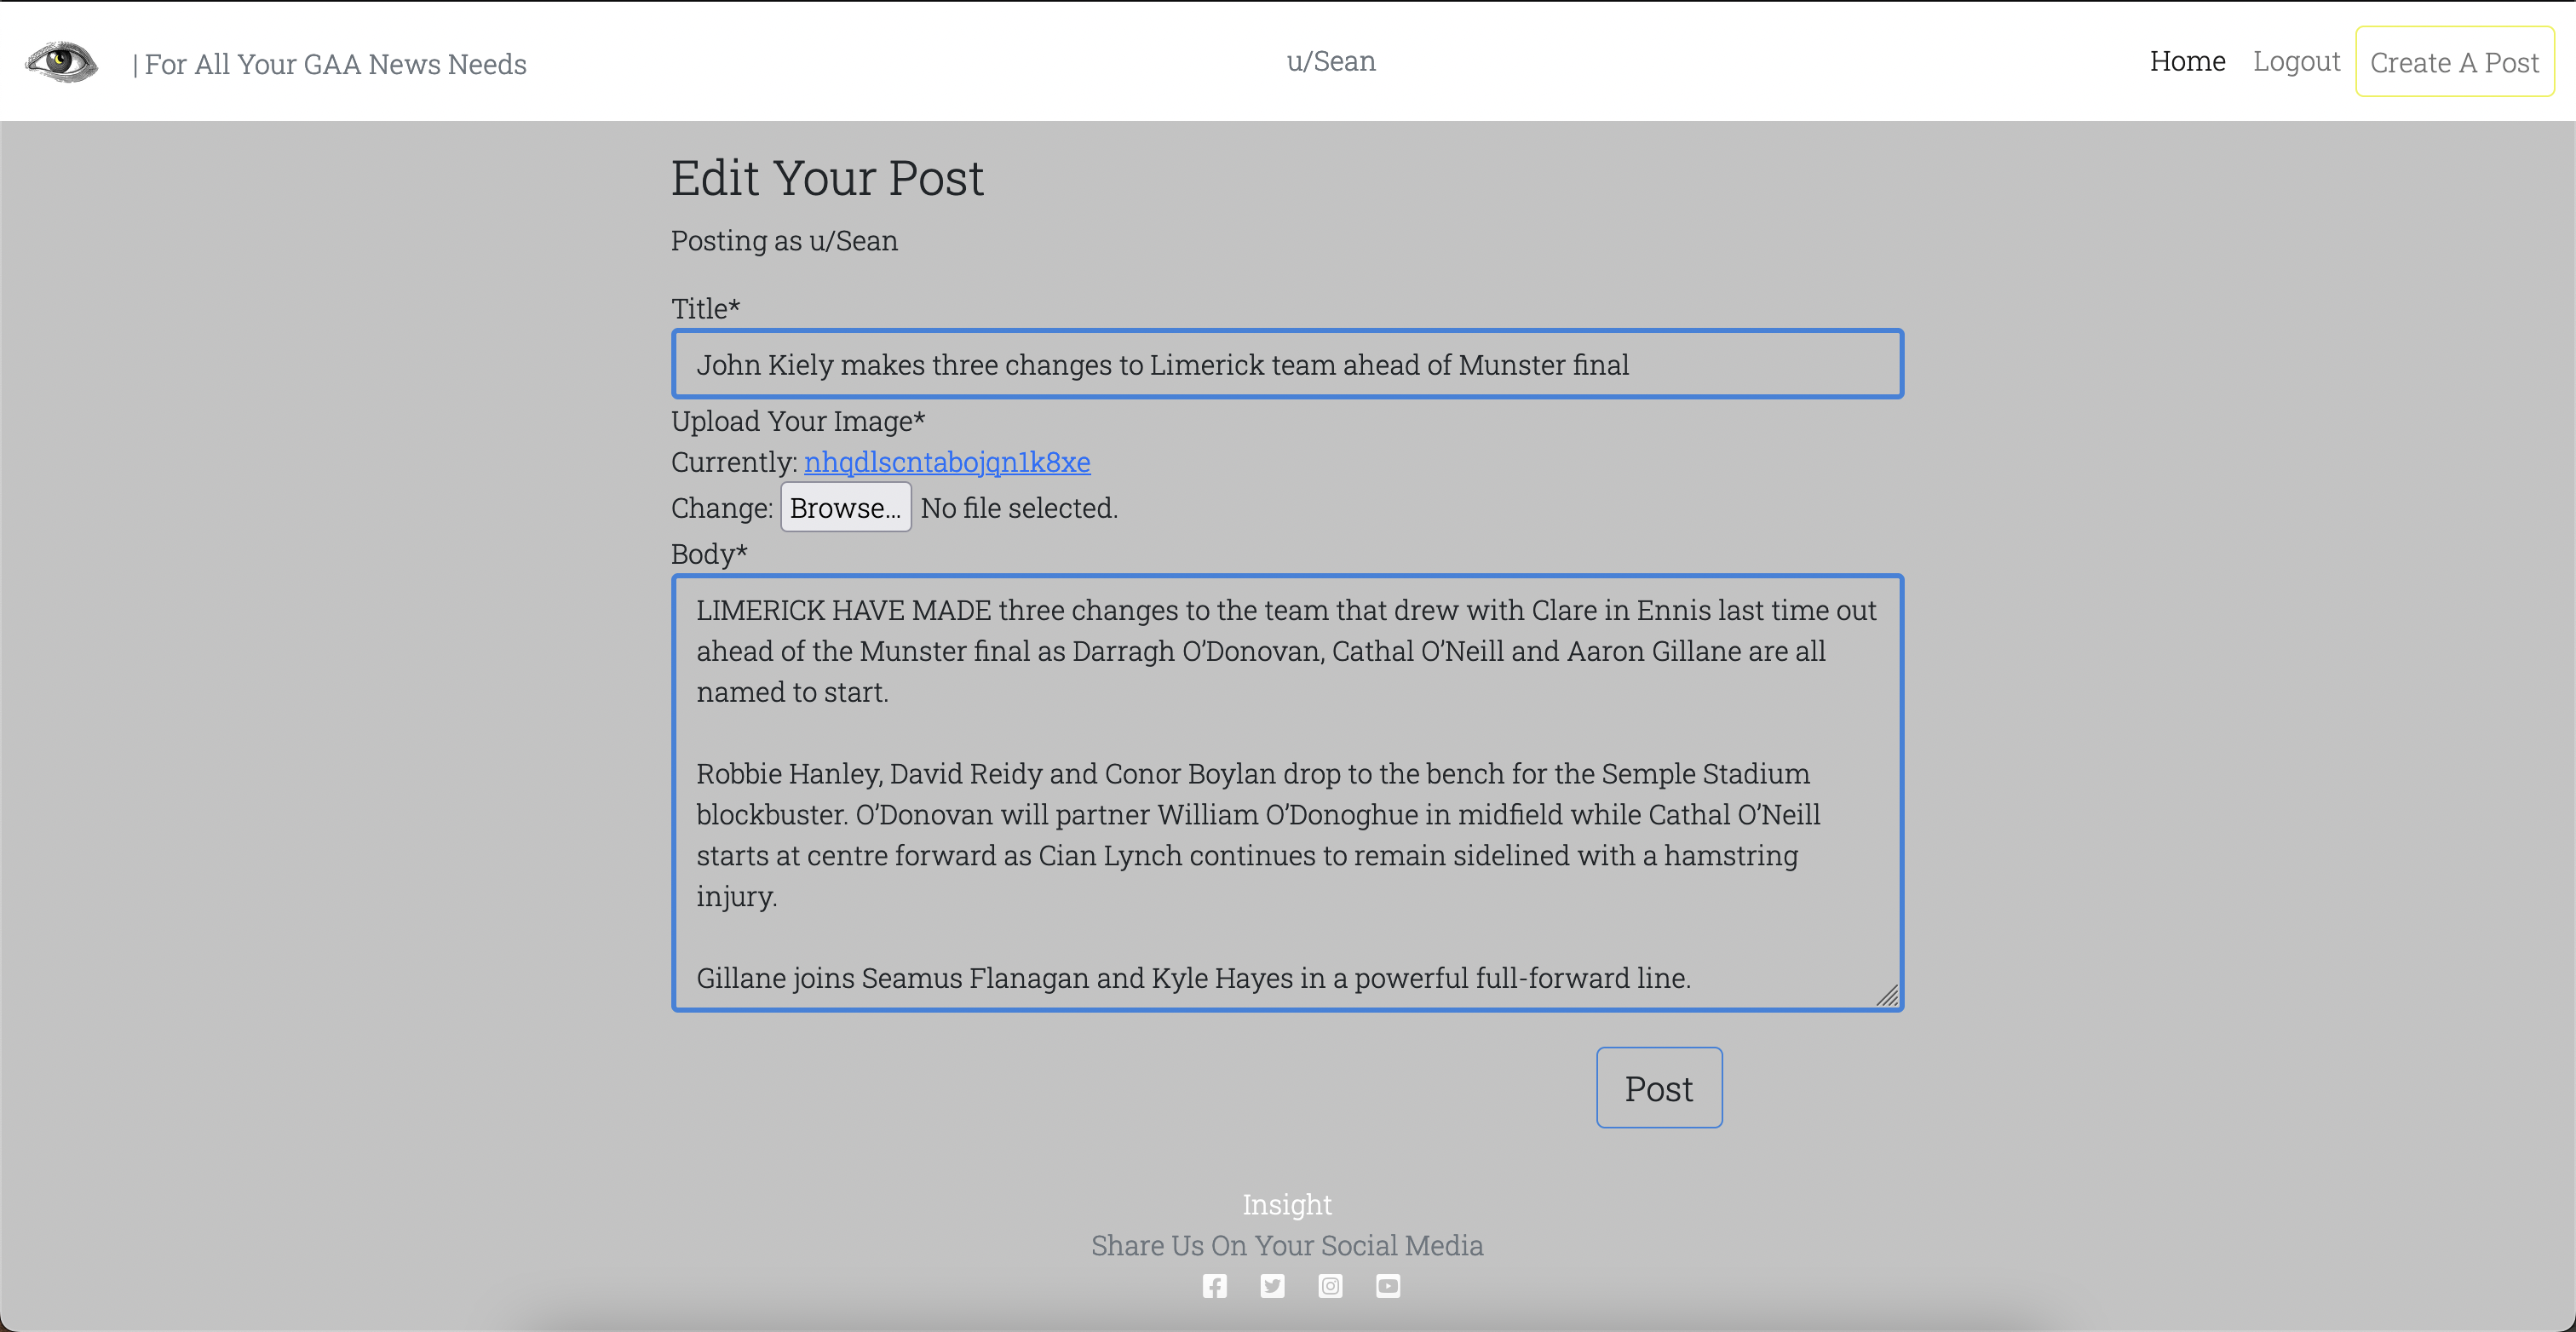 | For All Your GAA News Needs
u/Sean
Home
Logout
Create A Post
Edit Your Post
Posting as u/Sean
Title*
John Kiely makes three changes to Limerick team ahead of Munster final
Upload Your Image*
Currently: nhqdlscntabojqn1k8xe
Change: Browse... No file selected.
Body*
LIMERICK HAVE MADE three changes to the team that drew with Clare in Ennis last time out
ahead of the Munster final as Darragh O’Donovan, Cathal O’Neill and Aaron Gillane are all
named to start.
Robbie Hanley, David Reidy and Conor Boylan drop to the bench for the Semple Stadium
blockbuster. O’Donovan will partner William O’Donoghue in midfield while Cathal O’Neill
starts at centre forward as Cian Lynch continues to remain sidelined with a hamstring
injury.
Gillane joins Seamus Flanagan and Kyle Hayes in a powerful full-forward line.
Post
Insight
Share Us On Your Social Media